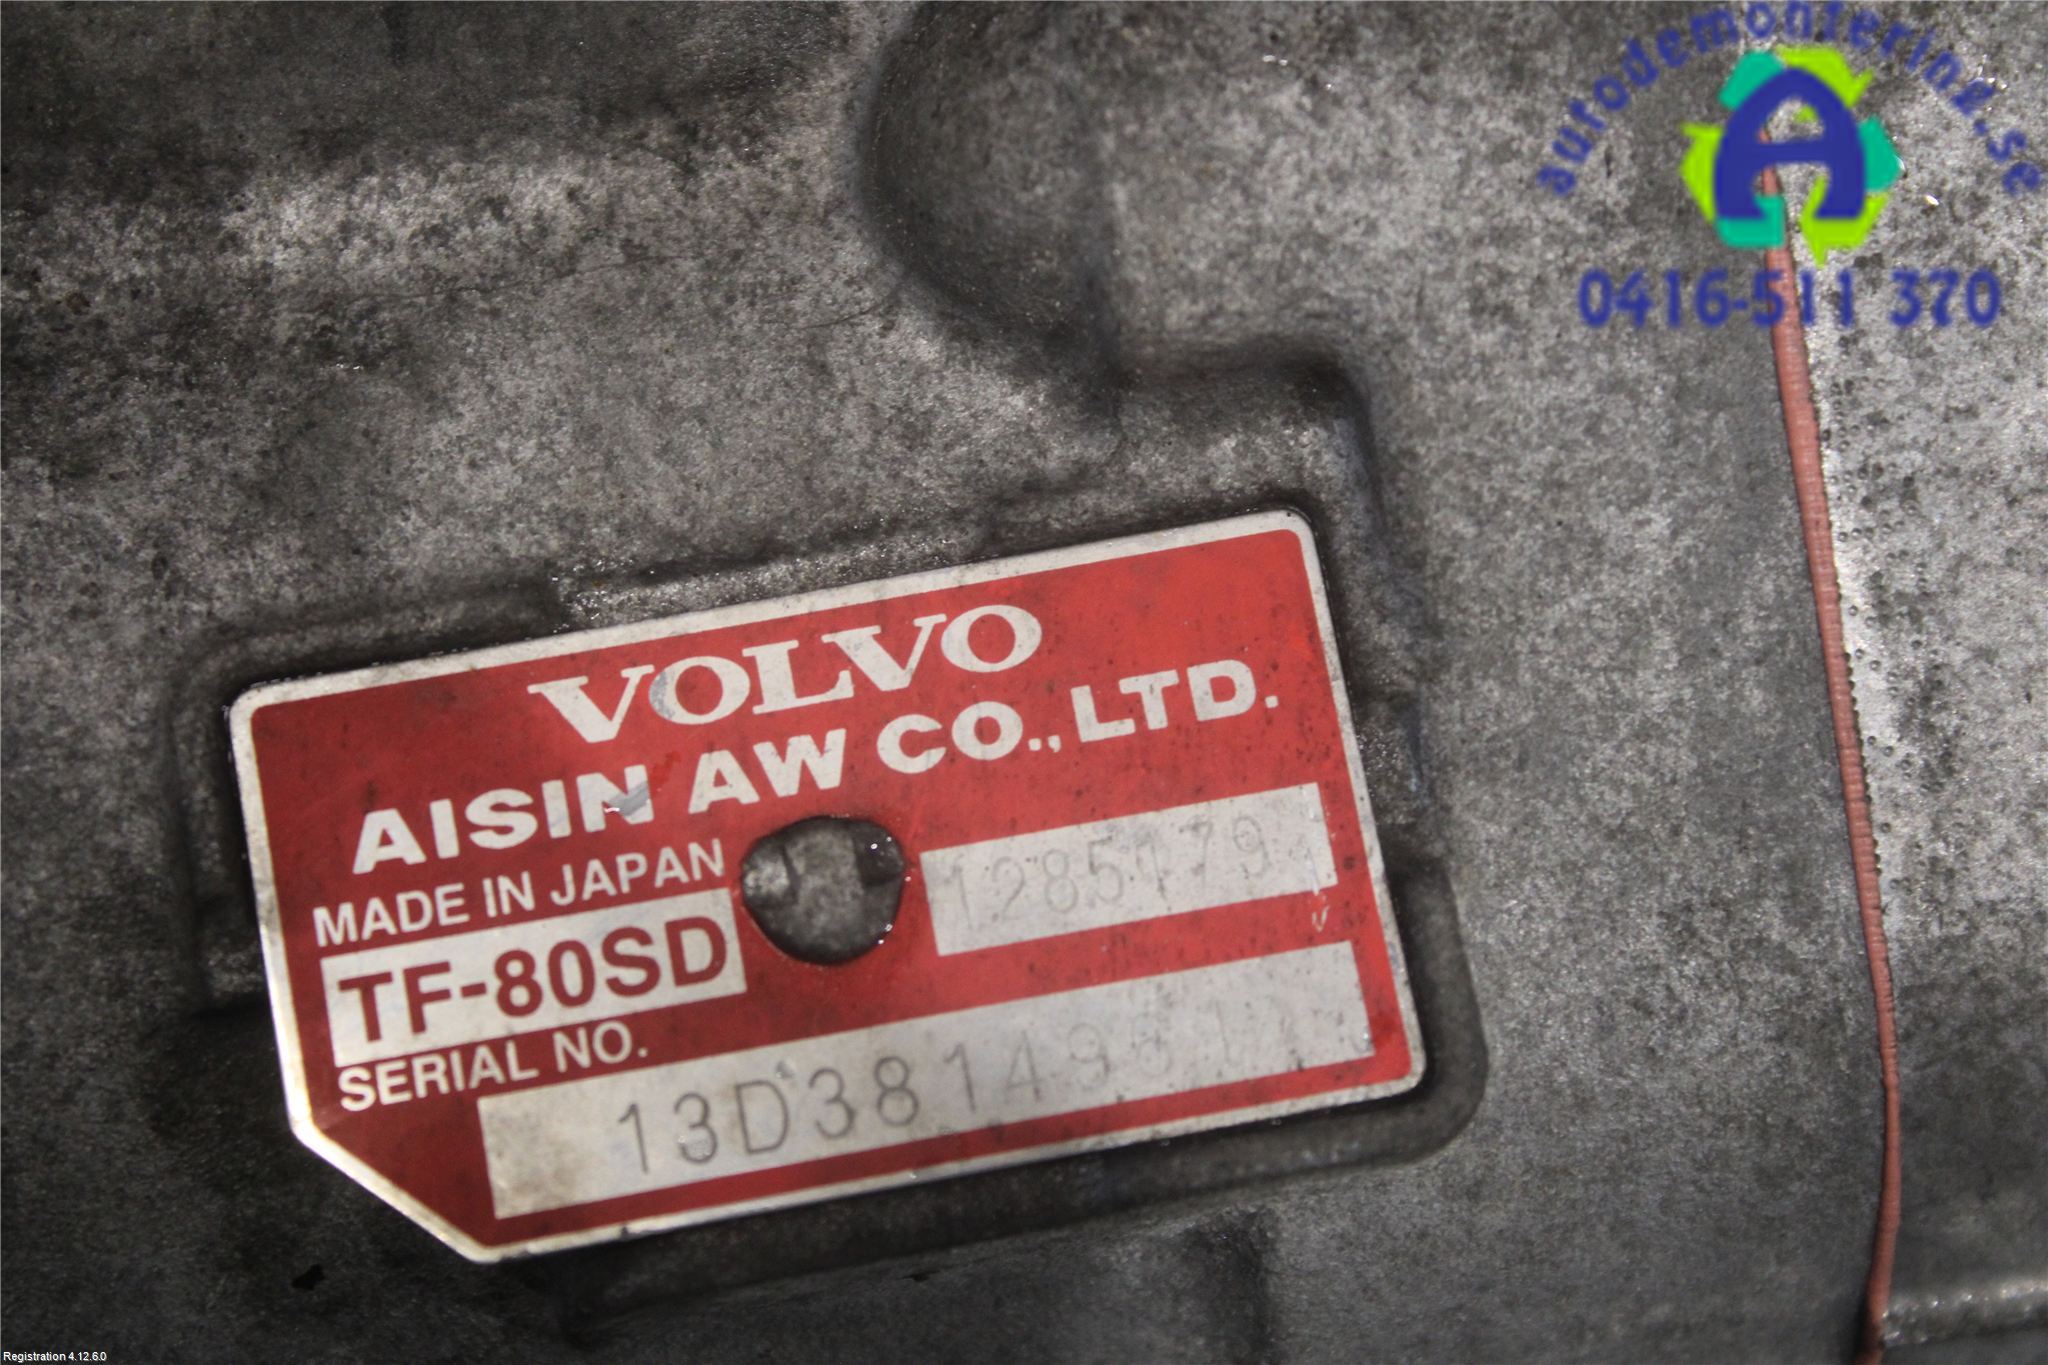 autodemontering.se
A
0416-511 370
VOLVO
AISIN AW CO., LTD.
MADE IN JAPAN
1285179
TF-80SD
SERIAL NO.
Registration 4.12.6.0